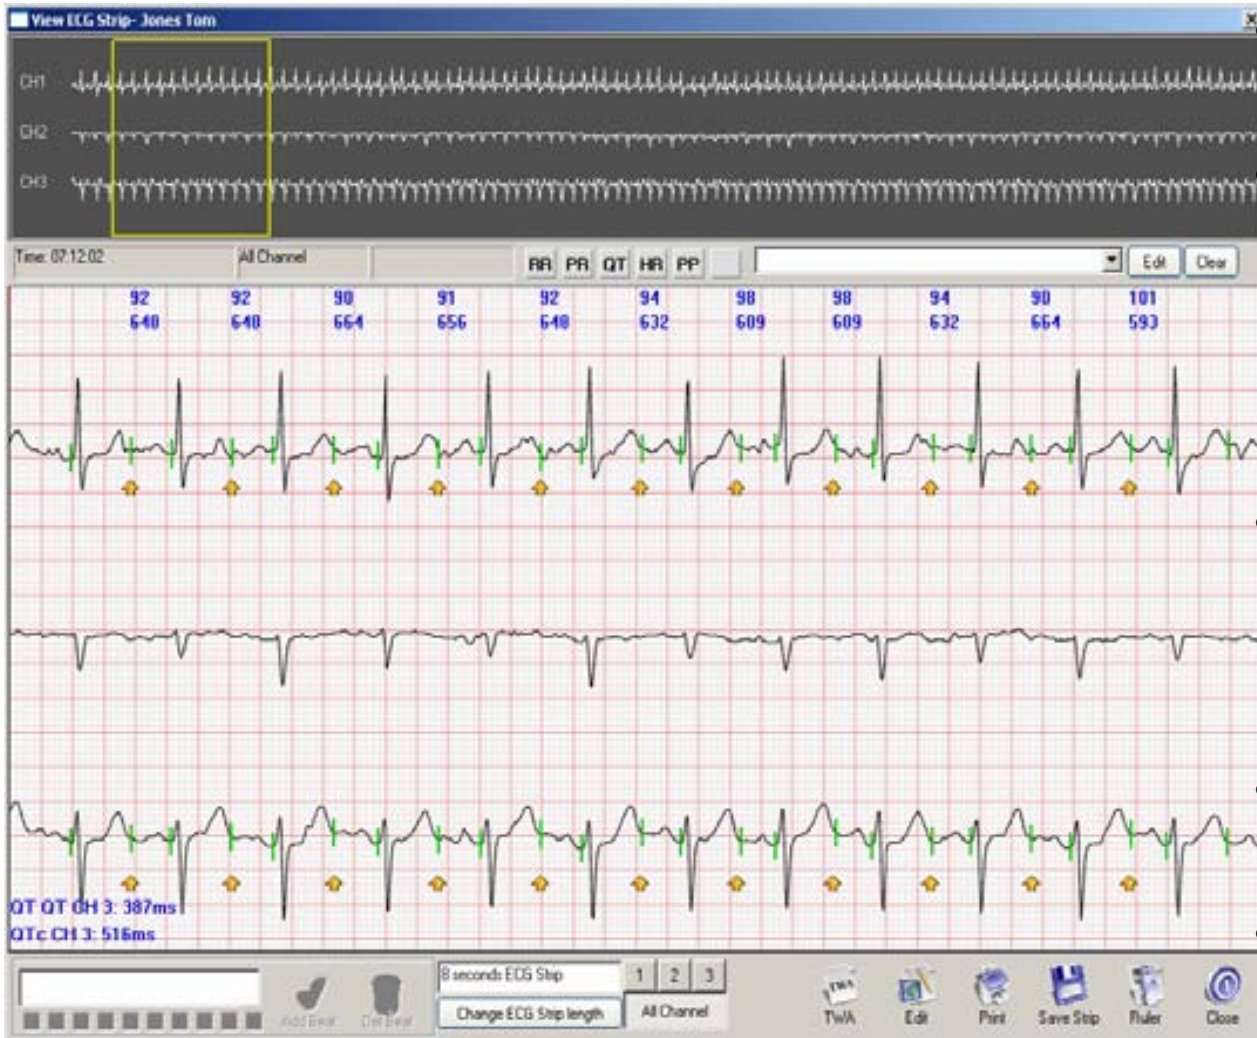 View ECG Strip- Jones Tom
CH1
CH2
CH3
Time: 07:12:02 All Channel RR PR QT HR PP Edit Clear
92 92 90 91 92 94 98 98 94 90 101
640 640 664 656 640 632 609 609 632 664 593
QT QT CH 3: 387ms
QTc CH 3: 516ms
8 seconds ECG Strip 1 2 3
Add Beat Del Beat Change ECG Strip length All Channel
TWA
TWA Edit Print Save Strip Ruler Close